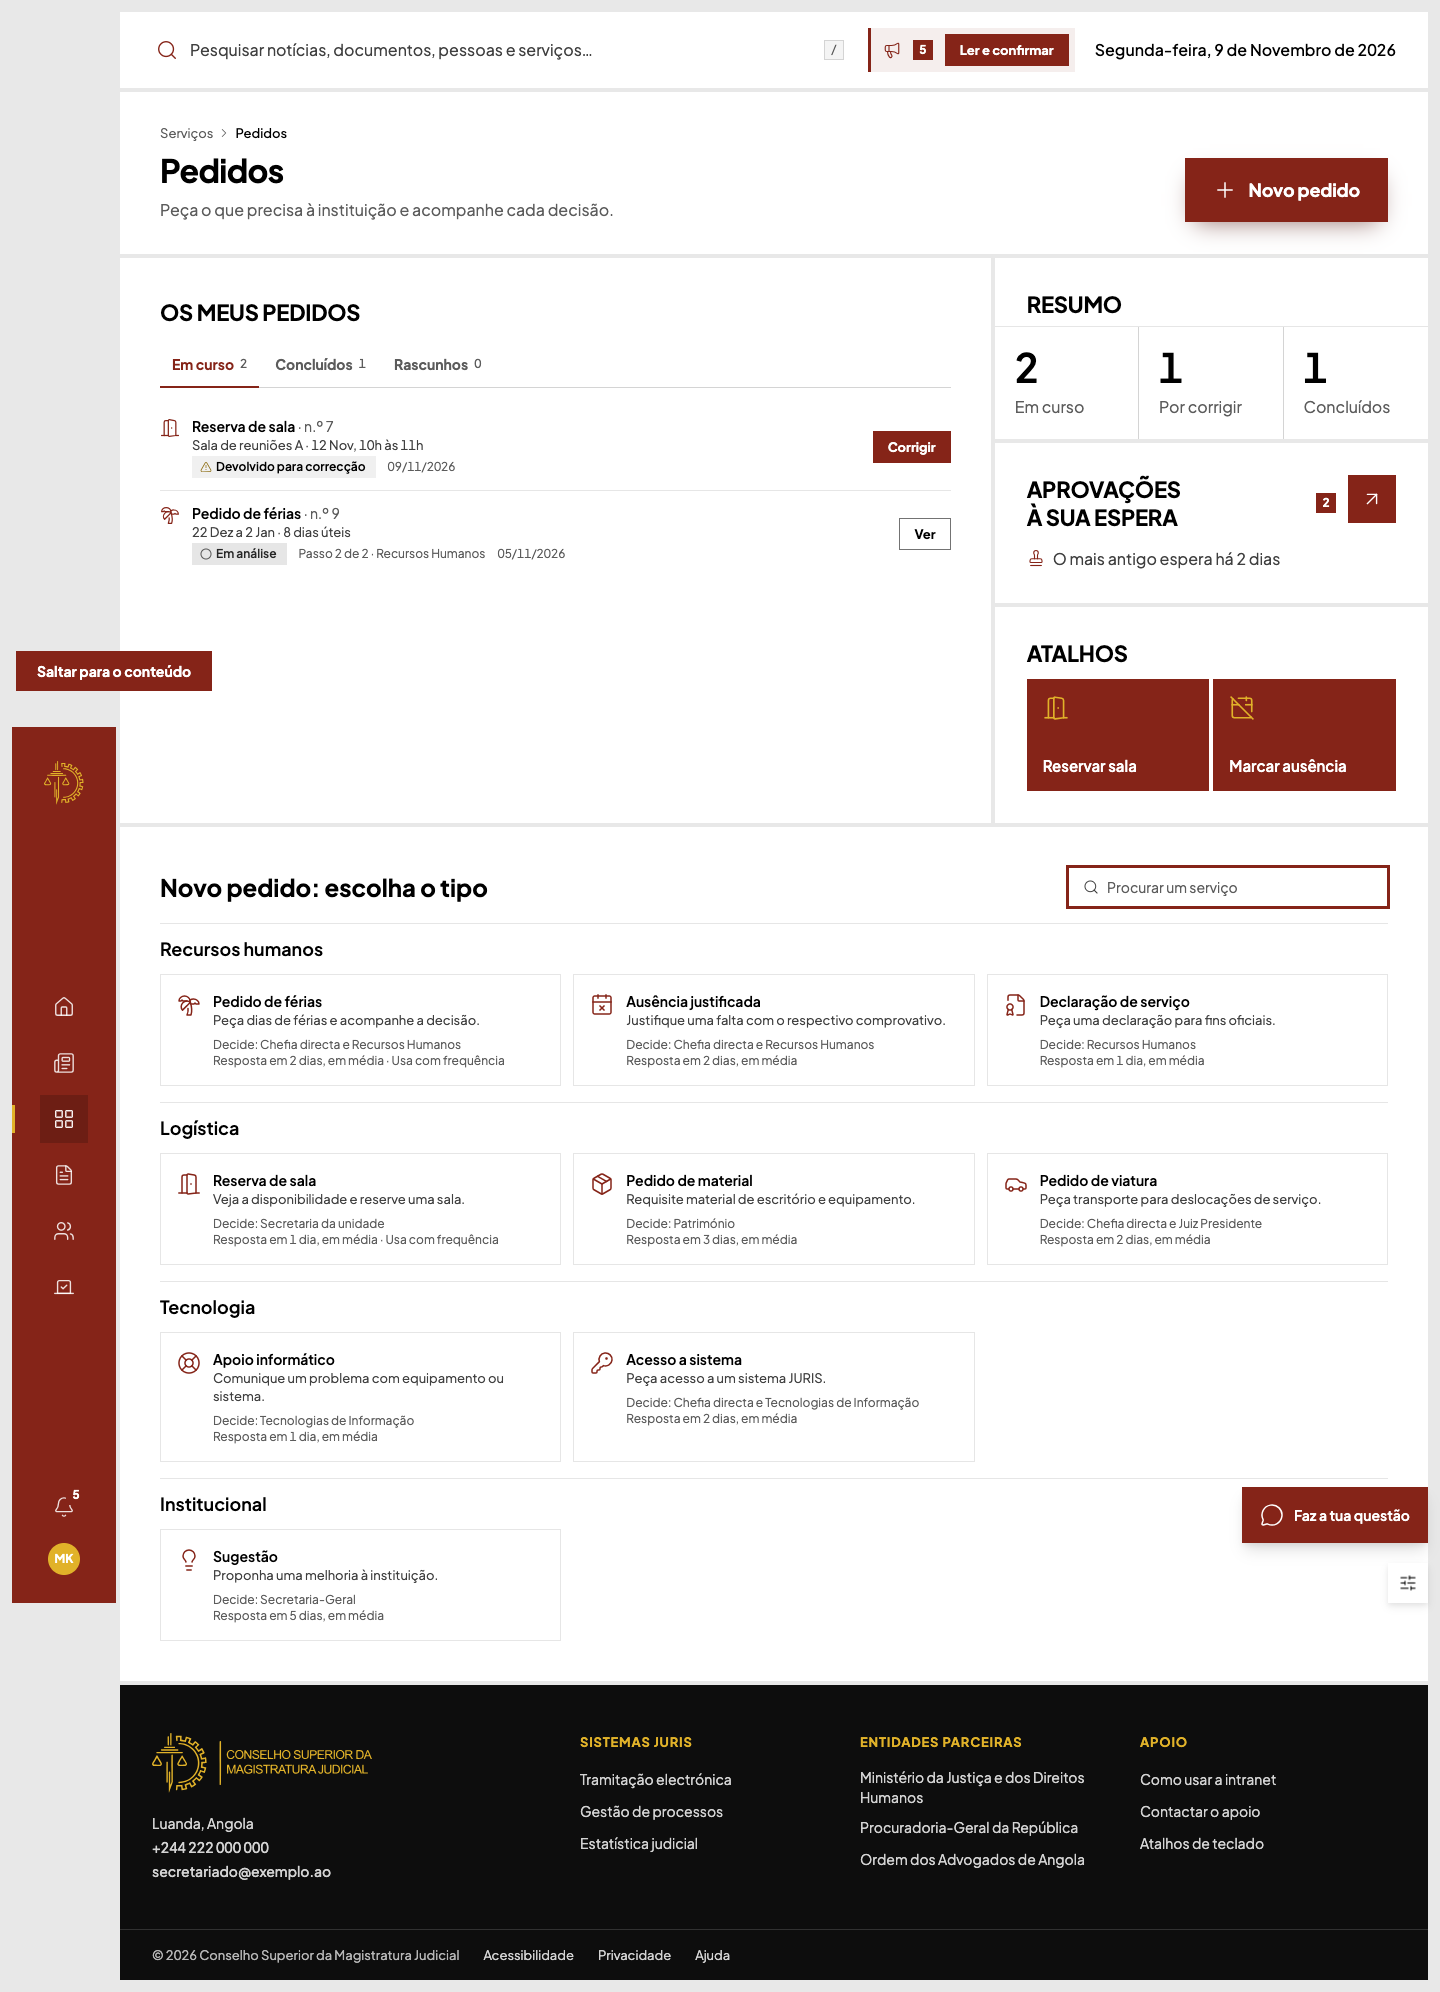 Pesquisar notícias, documentos, pessoas e serviços...
/
5
Ler e confirmar
Segunda-feira, 9 de Novembro de 2026
Serviços
Pedidos
Pedidos
Peça o que precisa à instituição e acompanhe cada decisão.
Novo pedido
OS MEUS PEDIDOS
Em curso 2
Concluídos 1
Rascunhos 0
Reserva de sala · n.º 7
Sala de reuniões A · 12 Nov, 10h às 11h
Devolvido para correcção
09/11/2026
Corrigir
Pedido de férias · n.º 9
22 Dez a 2 Jan · 8 dias úteis
Em análise
Passo 2 de 2 · Recursos Humanos
05/11/2026
Ver
RESUMO
2
Em curso
1
Por corrigir
1
Concluídos
APROVAÇÕES
À SUA ESPERA
2
O mais antigo espera há 2 dias
ATALHOS
Reservar sala
Marcar ausência
Saltar para o conteúdo
Novo pedido: escolha o tipo
Procurar um serviço
Recursos humanos
Pedido de férias
Peça dias de férias e acompanhe a decisão.
Decide: Chefia directa e Recursos Humanos
Resposta em 2 dias, em média · Usa com frequência
Ausência justificada
Justifique uma falta com o respectivo comprovativo.
Decide: Chefia directa e Recursos Humanos
Resposta em 2 dias, em média
Declaração de serviço
Peça uma declaração para fins oficiais.
Decide: Recursos Humanos
Resposta em 1 dia, em média
Logística
Reserva de sala
Veja a disponibilidade e reserve uma sala.
Decide: Secretaria da unidade
Resposta em 1 dia, em média · Usa com frequência
Pedido de material
Requisite material de escritório e equipamento.
Decide: Património
Resposta em 3 dias, em média
Pedido de viatura
Peça transporte para deslocações de serviço.
Decide: Chefia directa e Juiz Presidente
Resposta em 2 dias, em média
Tecnologia
Apoio informático
Comunique um problema com equipamento ou
sistema.
Decide: Tecnologias de Informação
Resposta em 1 dia, em média
Acesso a sistema
Peça acesso a um sistema JURIS.
Decide: Chefia directa e Tecnologias de Informação
Resposta em 2 dias, em média
Institucional
Sugestão
Proponha uma melhoria à instituição.
Decide: Secretaria-Geral
Resposta em 5 dias, em média
5
MK
Faz a tua questão
CONSELHO SUPERIOR DA
MAGISTRATURA JUDICIAL
Luanda, Angola
+244 222 000 000
secretariado@exemplo.ao
SISTEMAS JURIS
Tramitação electrónica
Gestão de processos
Estatística judicial
ENTIDADES PARCEIRAS
Ministério da Justiça e dos Direitos
Humanos
Procuradoria-Geral da República
Ordem dos Advogados de Angola
APOIO
Como usar a intranet
Contactar o apoio
Atalhos de teclado
© 2026 Conselho Superior da Magistratura Judicial
Acessibilidade
Privacidade
Ajuda